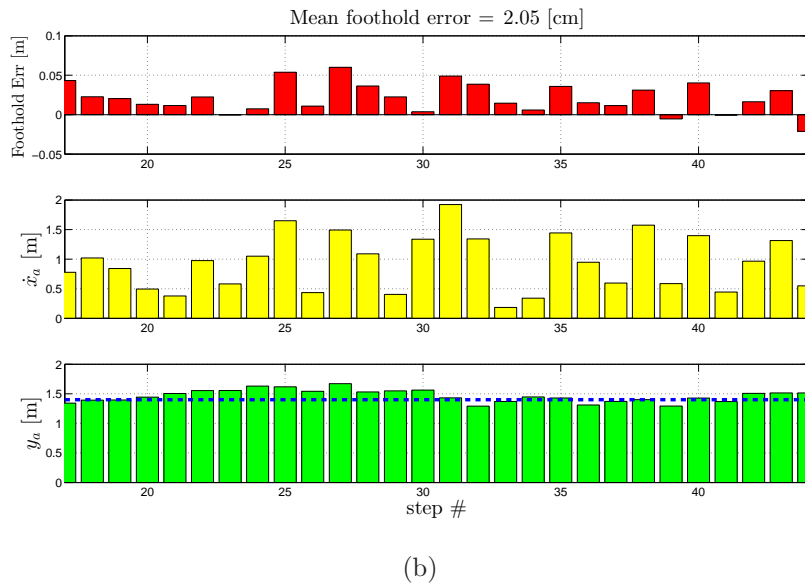 Mean foothold error = 2.05 [cm]
Foothold Err [m]
0.1
0.05
0
−0.05
20 25 30 35 40
ẋₐ [m]
2
1.5
1
0.5
0
20 25 30 35 40
yₐ [m]
2
1.5
1
0.5
0
20 25 30 35 40
step #
(b)